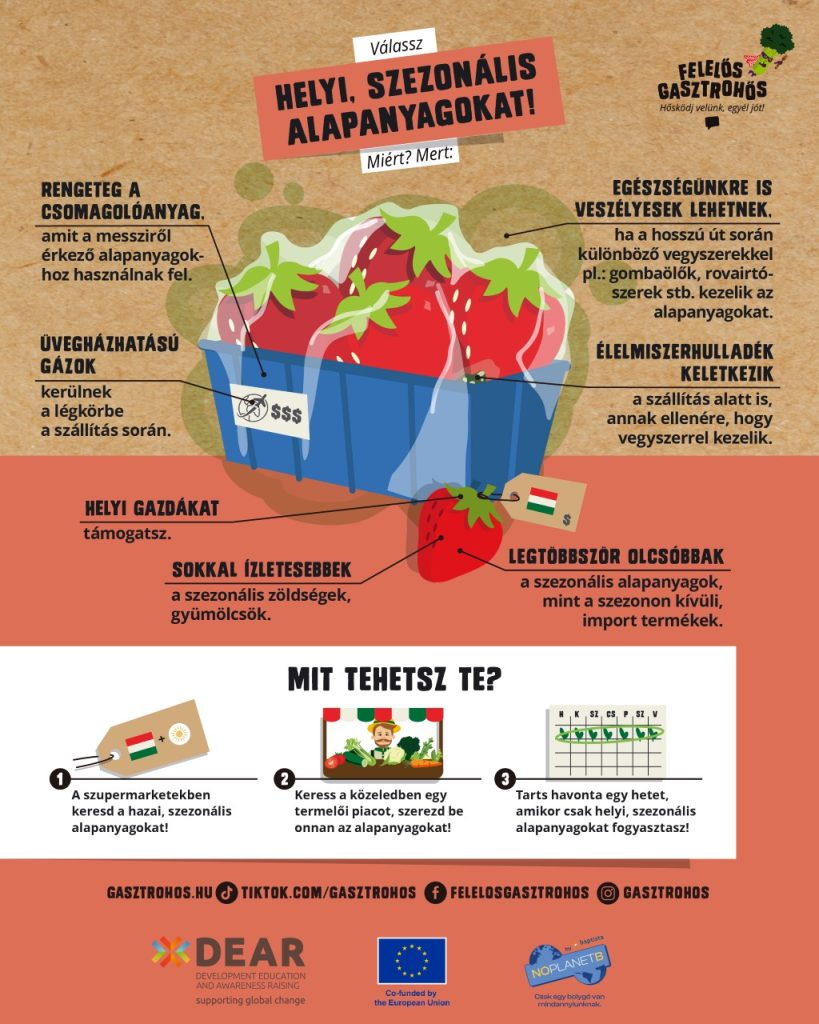 Válassz
HELYI, SZEZONÁLIS
ALAPANYAGOKAT!
Miért? Mert:
FELELŐS
GASZTROHŐS
Hősködj velünk, egyél jót!
RENGETEG A
CSOMAGOLÓANYAG,
amit a messziről
érkező alapanyagok-
hoz használnak fel.
EGÉSZSÉGÜNKRE IS
VESZÉLYESEK LEHETNEK,
ha a hosszú út során
különböző vegyszerekkel
pl.: gombaölők, rovairtó-
szerek stb. kezelik az
alapanyagokat.
ÜVEGHÁZHATÁSÚ
GÁZOK
kerülnek
a légkörbe
a szállítás során.
ÉLELMISZERHULLADÉK
KELETKEZIK
a szállítás alatt is,
annak ellenére, hogy
vegyszerrel kezelik.
$$$
$
HELYI GAZDÁKAT
támogatsz.
SOKKAL ÍZLETESEBBEK
a szezonális zöldségek,
gyümölcsök.
LEGTÖBBSZÖR OLCSÓBBAK
a szezonális alapanyagok,
mint a szezonon kívüli,
import termékek.
MIT TEHETSZ TE?
+
H K SZ CS P SZ V
1
A szupermarketekben
keresd a hazai, szezonális
alapanyagokat!
2
Keress a közeledben egy
termelői piacot, szerezd be
onnan az alapanyagokat!
3
Tarts havonta egy hetet,
amikor csak helyi, szezonális
alapanyagokat fogyasztasz!
GASZTROHOS.HU TIKTOK.COM/GASZTROHOS FELELOSGASZTROHOS GASZTROHOS
DEAR
DEVELOPMENT EDUCATION
AND AWARENESS RAISING
supporting global change
Co-funded by
the European Union
by baptista
NOPLANETB
Csak egy bolygó van
mindannyiunknak.